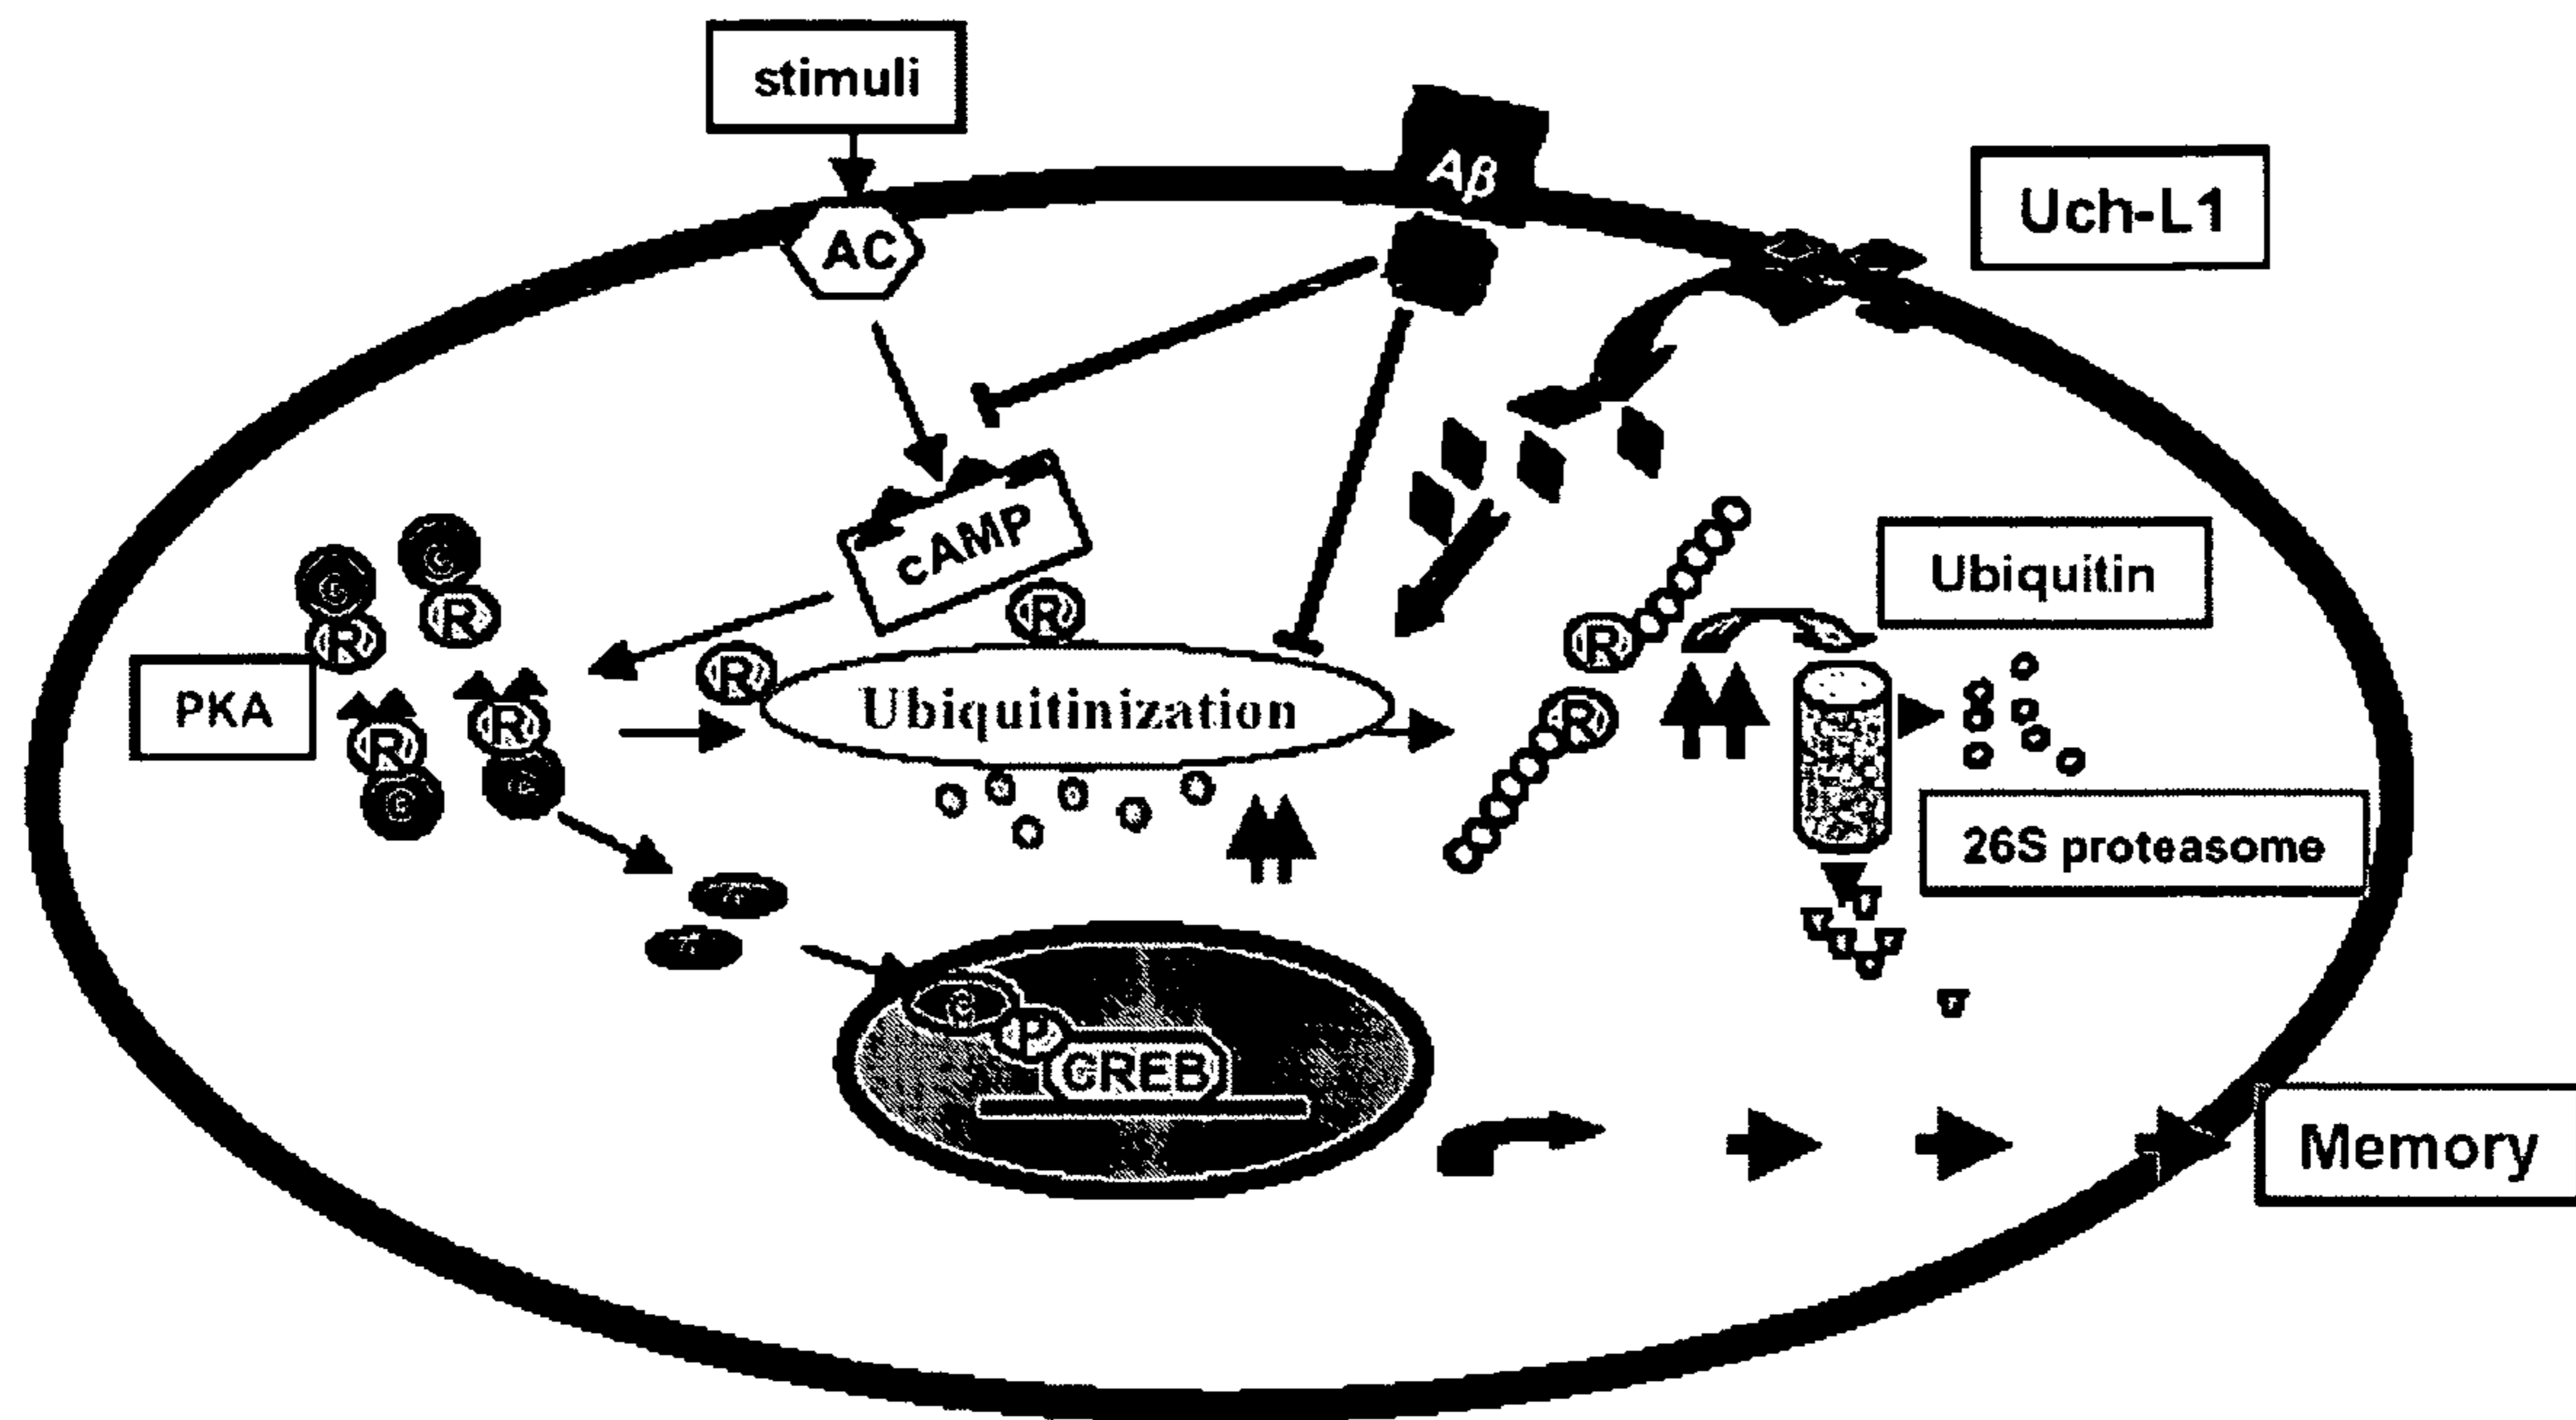 stimuli
Aβ
Uch-L1
AC
cAMP
C
C
R
R
R
R
R
Ubiquitin
PKA
R
R
Ubiquitinization
R
C
C
26S proteasome
C
P
CREB
Memory